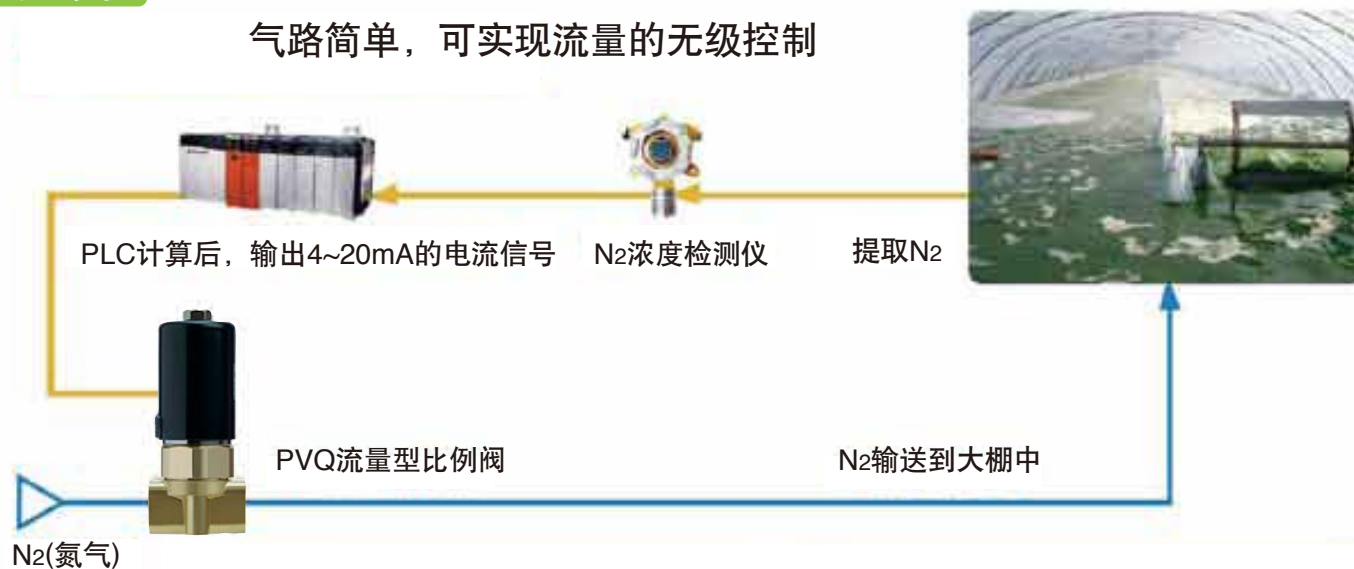 气路简单，可实现流量的无级控制
PLC计算后，输出4~20mA的电流信号
N2浓度检测仪
提取N2
PVQ流量型比例阀
N2输送到大棚中
N2(氮气)